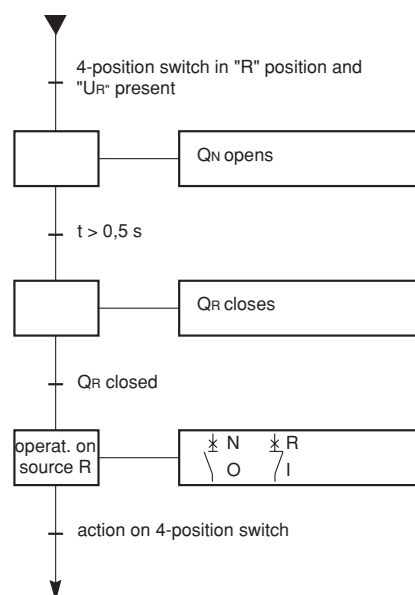 4-position switch in "R" position and
"UR" present
QN opens
t > 0,5 s
QR closes
QR closed
operat. on
source R
N R
O I
action on 4-position switch